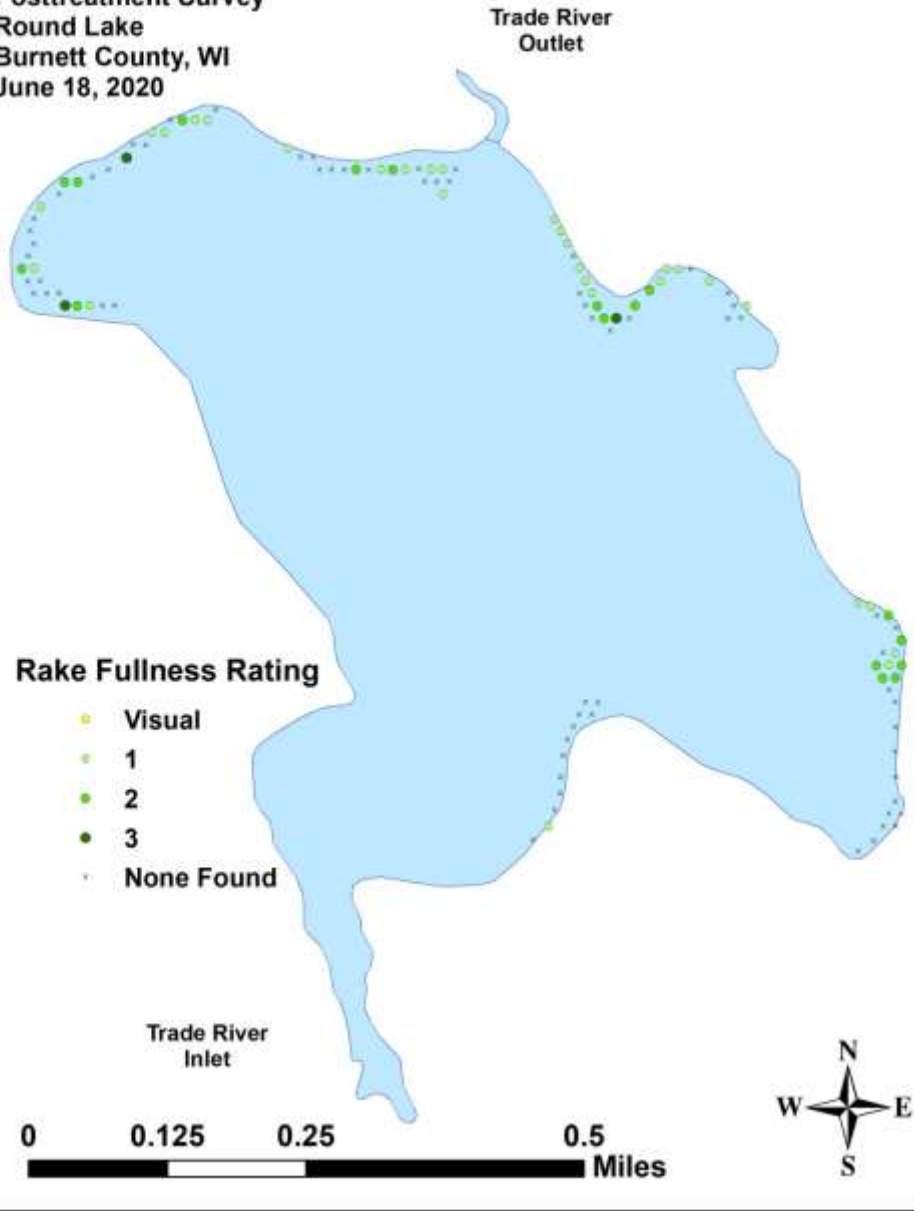 Round Lake
Burnett County, WI
June 18, 2020
Trade River
Outlet
Rake Fullness Rating
Visual
1
2
3
None Found
Trade River
Inlet
N
W E
S
0 0.125 0.25 0.5
Miles